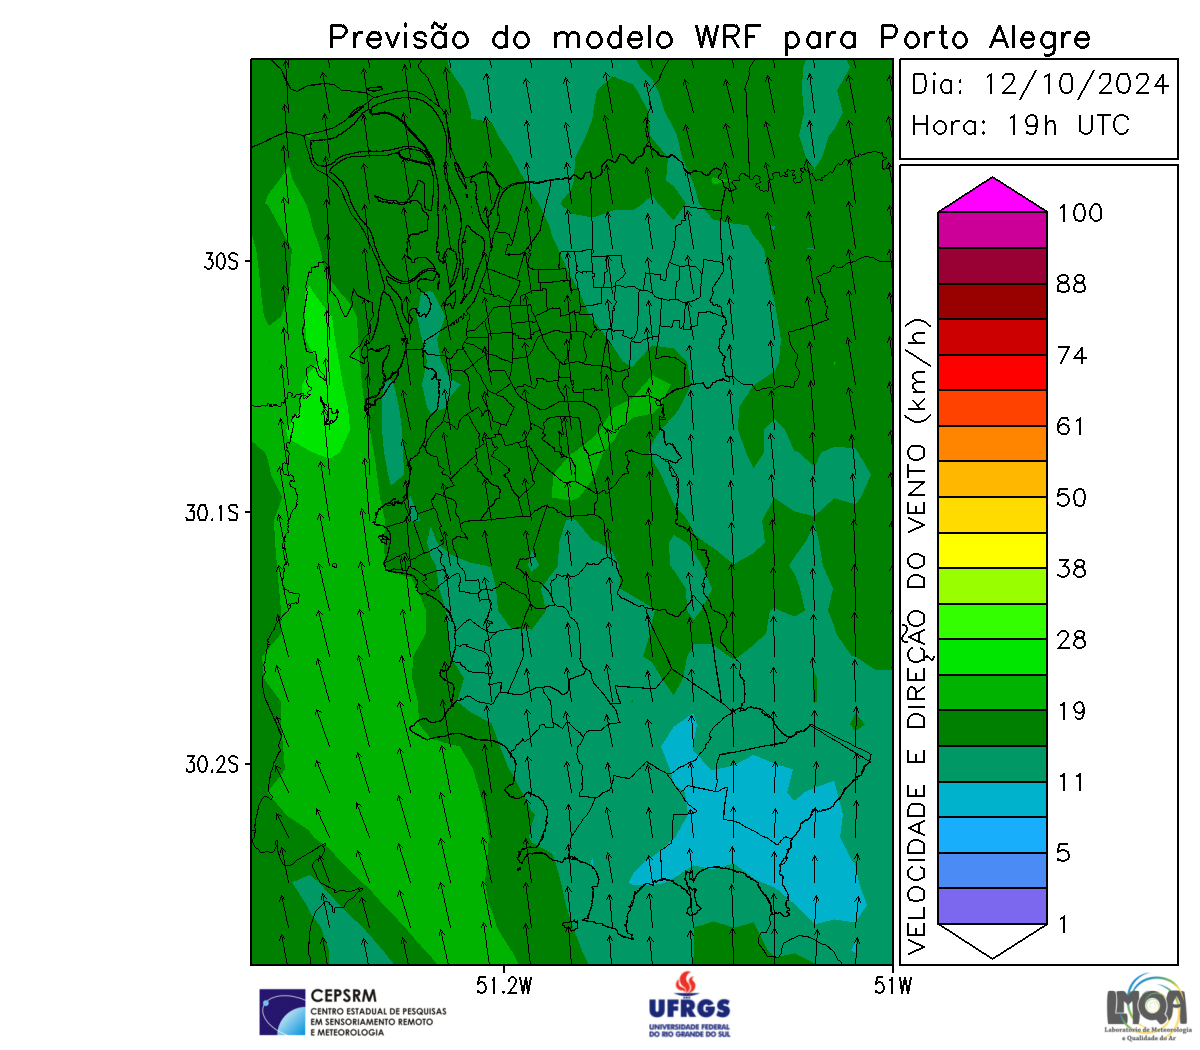 Previsão do modelo WRF para Porto Alegre
Dia: 12/10/2024
Hora: 19h UTC
30S
30.1S
30.2S
51.2W
51W
VELOCIDADE E DIREÇÃO DO VENTO (km/h)
100
88
74
61
50
38
28
19
11
5
1
CEPSRM
CENTRO ESTADUAL DE PESQUISAS
EM SENSORIAMENTO REMOTO
E METEOROLOGIA
UFRGS
UNIVERSIDADE FEDERAL
DO RIO GRANDE DO SUL
LMQA
Laboratório de Meteorologia
e Qualidade do Ar